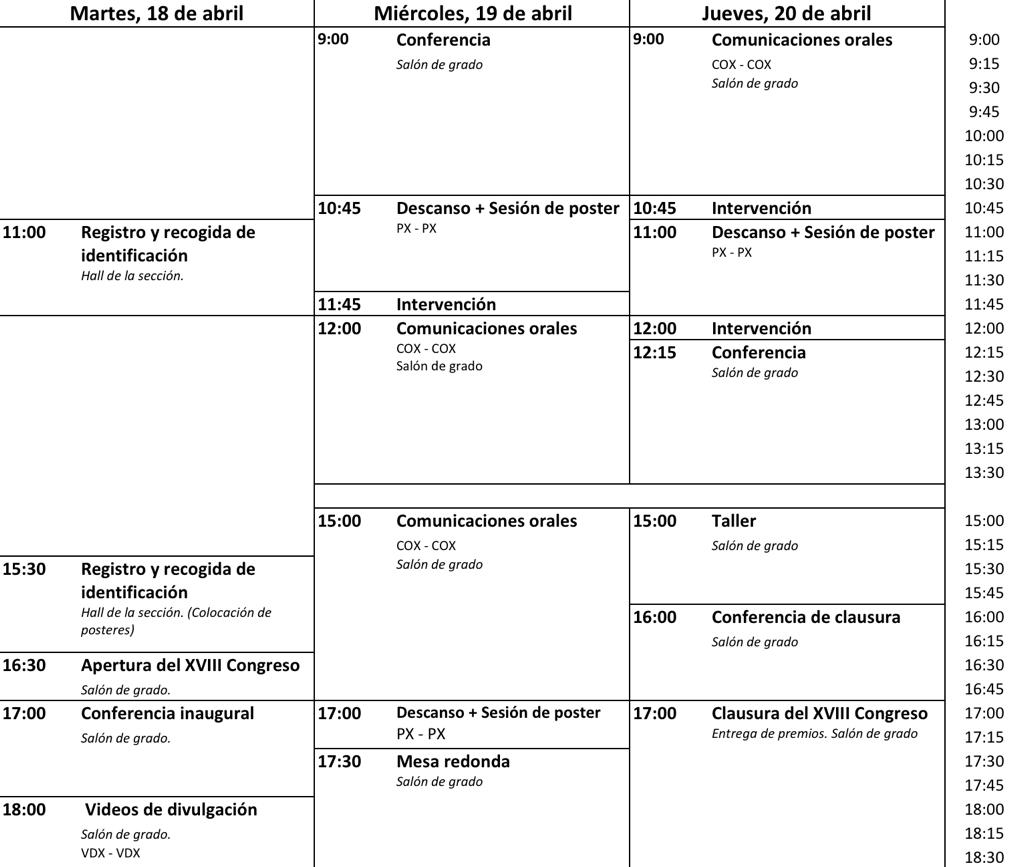 Martes, 18 de abril
11:00 Registro y recogida de
identificación
Hall de la sección.
15:30 Registro y recogida de
identificación
Hall de la sección. (Colocación de
posteres)
16:30 Apertura del XVIII Congreso
Salón de grado.
17:00 Conferencia inaugural
Salón de grado.
18:00 Videos de divulgación
Salón de grado.
VDX - VDX
Miércoles, 19 de abril
9:00 Conferencia
Salón de grado
10:45 Descanso + Sesión de poster
PX - PX
11:45 Intervención
12:00 Comunicaciones orales
COX - COX
Salón de grado
15:00 Comunicaciones orales
COX - COX
Salón de grado
17:00 Descanso + Sesión de poster
PX - PX
17:30 Mesa redonda
Salón de grado
Jueves, 20 de abril
9:00 Comunicaciones orales
COX - COX
Salón de grado
10:45 Intervención
11:00 Descanso + Sesión de poster
PX - PX
12:00 Intervención
12:15 Conferencia
Salón de grado
15:00 Taller
Salón de grado
16:00 Conferencia de clausura
Salón de grado
17:00 Clausura del XVIII Congreso
Entrega de premios. Salón de grado
9:00
9:15
9:30
9:45
10:00
10:15
10:30
10:45
11:00
11:15
11:30
11:45
12:00
12:15
12:30
12:45
13:00
13:15
13:30
15:00
15:15
15:30
15:45
16:00
16:15
16:30
16:45
17:00
17:15
17:30
17:45
18:00
18:15
18:30